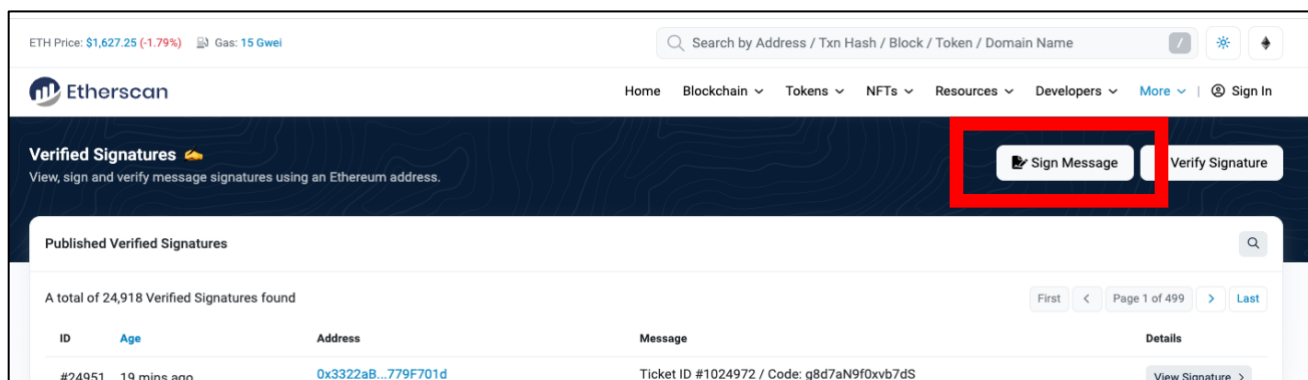 ETH Price: $1,627.25 (-1.79%) Gas: 15 Gwei
Search by Address / Txn Hash / Block / Token / Domain Name /
Etherscan
Home Blockchain Tokens NFTs Resources Developers More | Sign In
Verified Signatures
View, sign and verify message signatures using an Ethereum address.
Sign Message
Verify Signature
Published Verified Signatures
A total of 24,918 Verified Signatures found
First < Page 1 of 499 > Last
ID Age Address Message Details
#24951 19 mins ago 0x3322aB...779F701d Ticket ID #1024972 / Code: g8d7aN9f0xvb7dS View Signature >